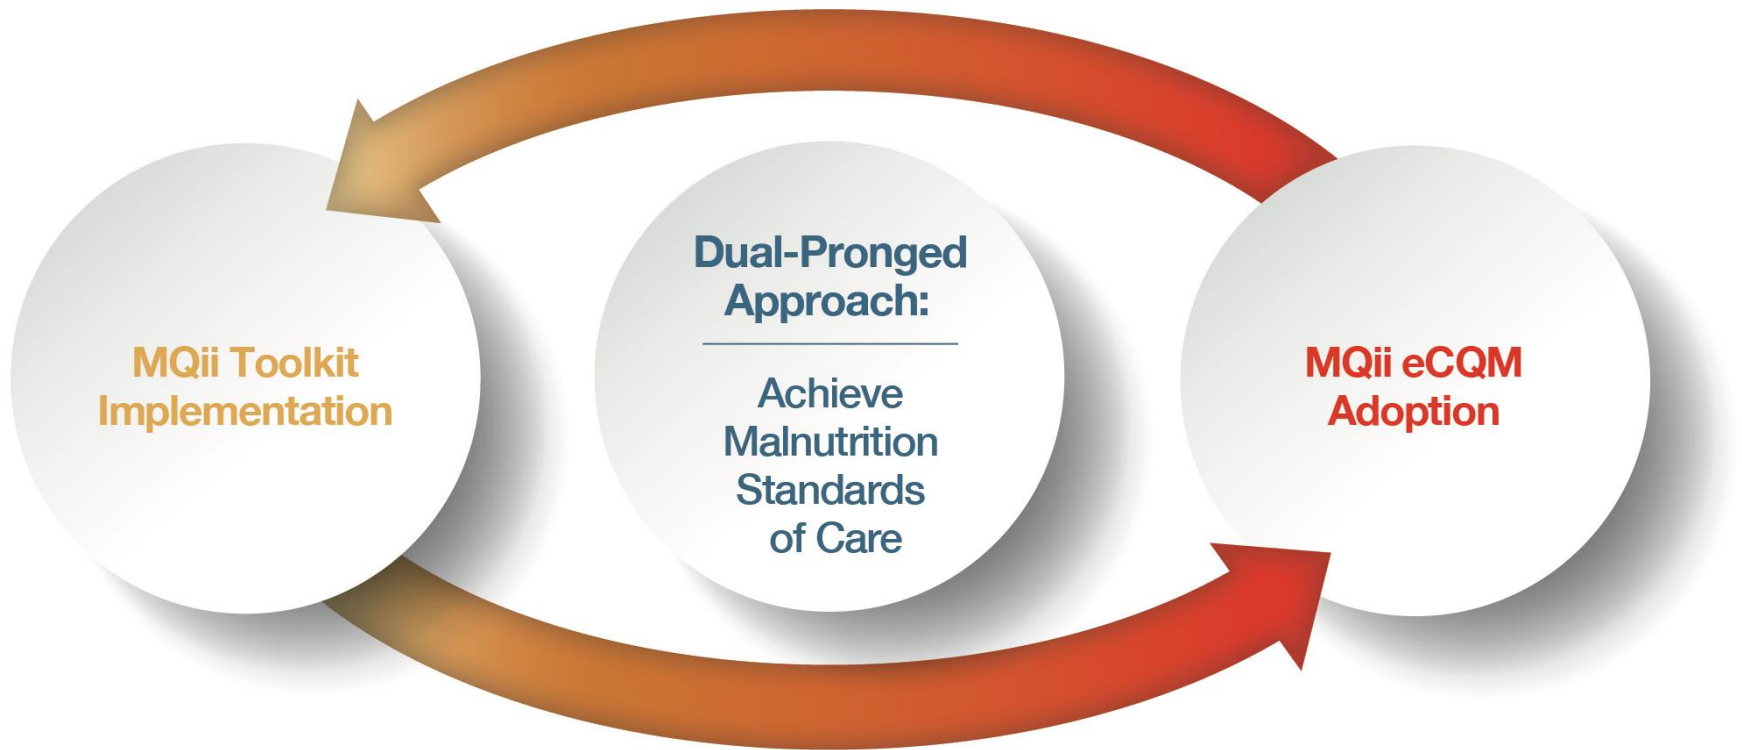 MQii Toolkit
Implementation
Dual-Pronged
Approach:
Achieve
Malnutrition
Standards
of Care
MQii eCQM
Adoption